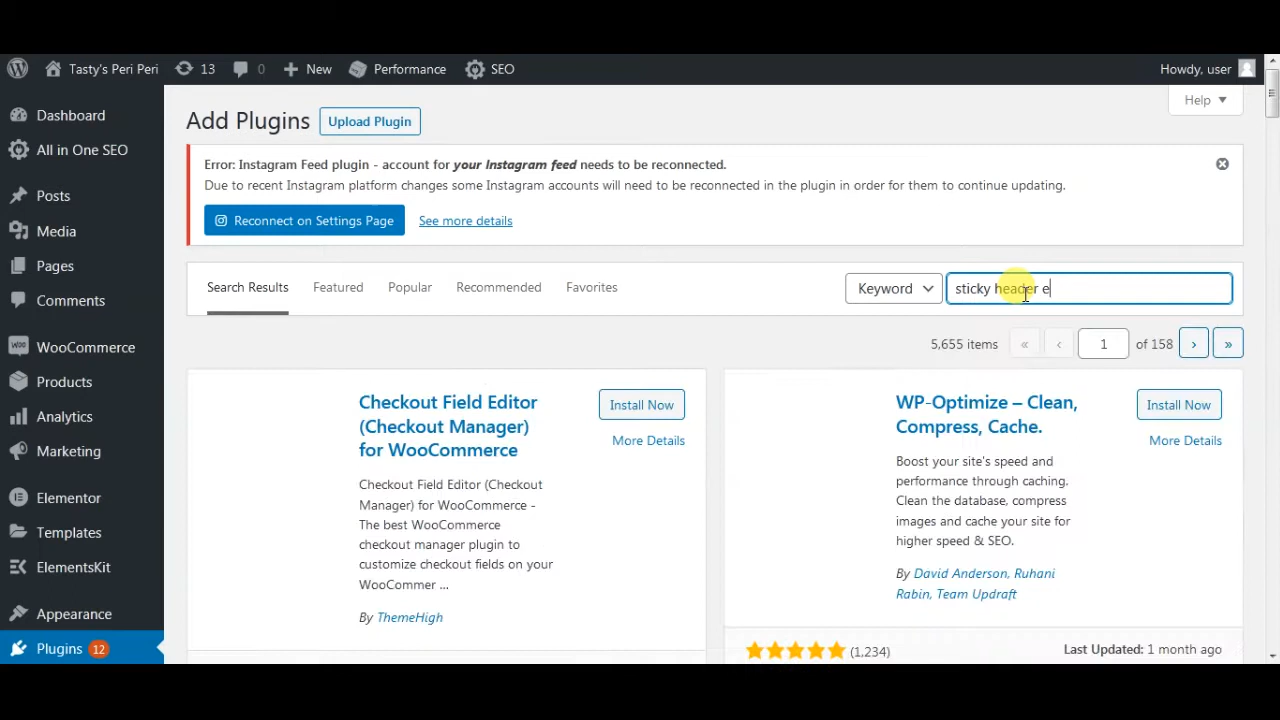 Tasty's Peri Peri 13 0 New Performance SEO Howdy, user
Help
Dashboard
All in One SEO
Posts
Media
Pages
Comments
WooCommerce
Products
Analytics
Marketing
Elementor
Templates
ElementsKit
Appearance
Plugins 12
Add Plugins Upload Plugin
Error: Instagram Feed plugin - account for your Instagram feed needs to be reconnected.
Due to recent Instagram platform changes some Instagram accounts will need to be reconnected in the plugin in order for them to continue updating.
Reconnect on Settings Page See more details
Search Results Featured Popular Recommended Favorites Keyword sticky header e
5,655 items « ‹ 1 of 158 › »
Checkout Field Editor
(Checkout Manager)
for WooCommerce
Install Now
More Details
Checkout Field Editor (Checkout
Manager) for WooCommerce -
The best WooCommerce
checkout manager plugin to
customize checkout fields on your
WooCommer ...
By ThemeHigh
WP-Optimize – Clean,
Compress, Cache.
Install Now
More Details
Boost your site's speed and
performance through caching.
Clean the database, compress
images and cache your site for
higher speed & SEO.
By David Anderson, Ruhani
Rabin, Team Updraft
(1,234) Last Updated: 1 month ago